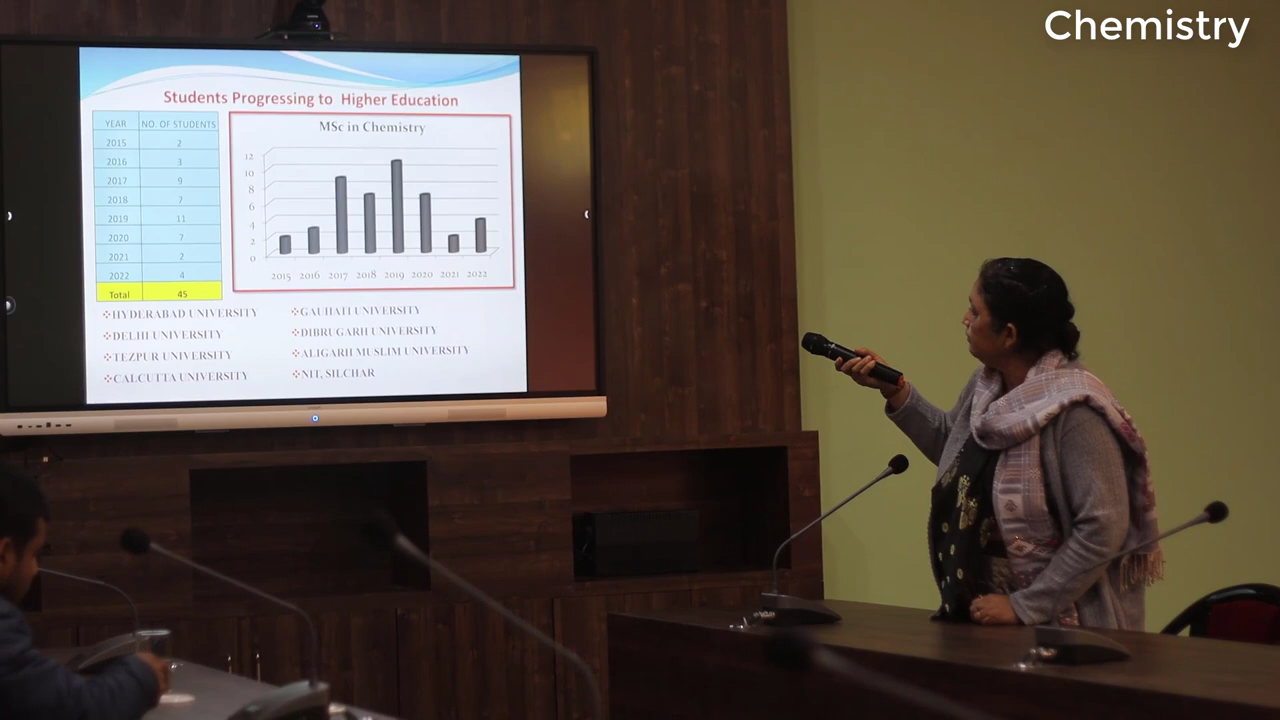 Chemistry
Students Progressing to Higher Education
YEAR NO. OF STUDENTS
2015 2
2016 3
2017 9
2018 7
2019 11
2020 7
2021 2
2022 4
Total 45
MSc in Chemistry
12
10
8
6
4
2
0
2015 2016 2017 2018 2019 2020 2021 2022
❖HYDERABAD UNIVERSITY
❖DELHI UNIVERSITY
❖TEZPUR UNIVERSITY
❖CALCUTTA UNIVERSITY
❖GAUHATI UNIVERSITY
❖DIBRUGARH UNIVERSITY
❖ALIGARH MUSLIM UNIVERSITY
❖NIT, SILCHAR